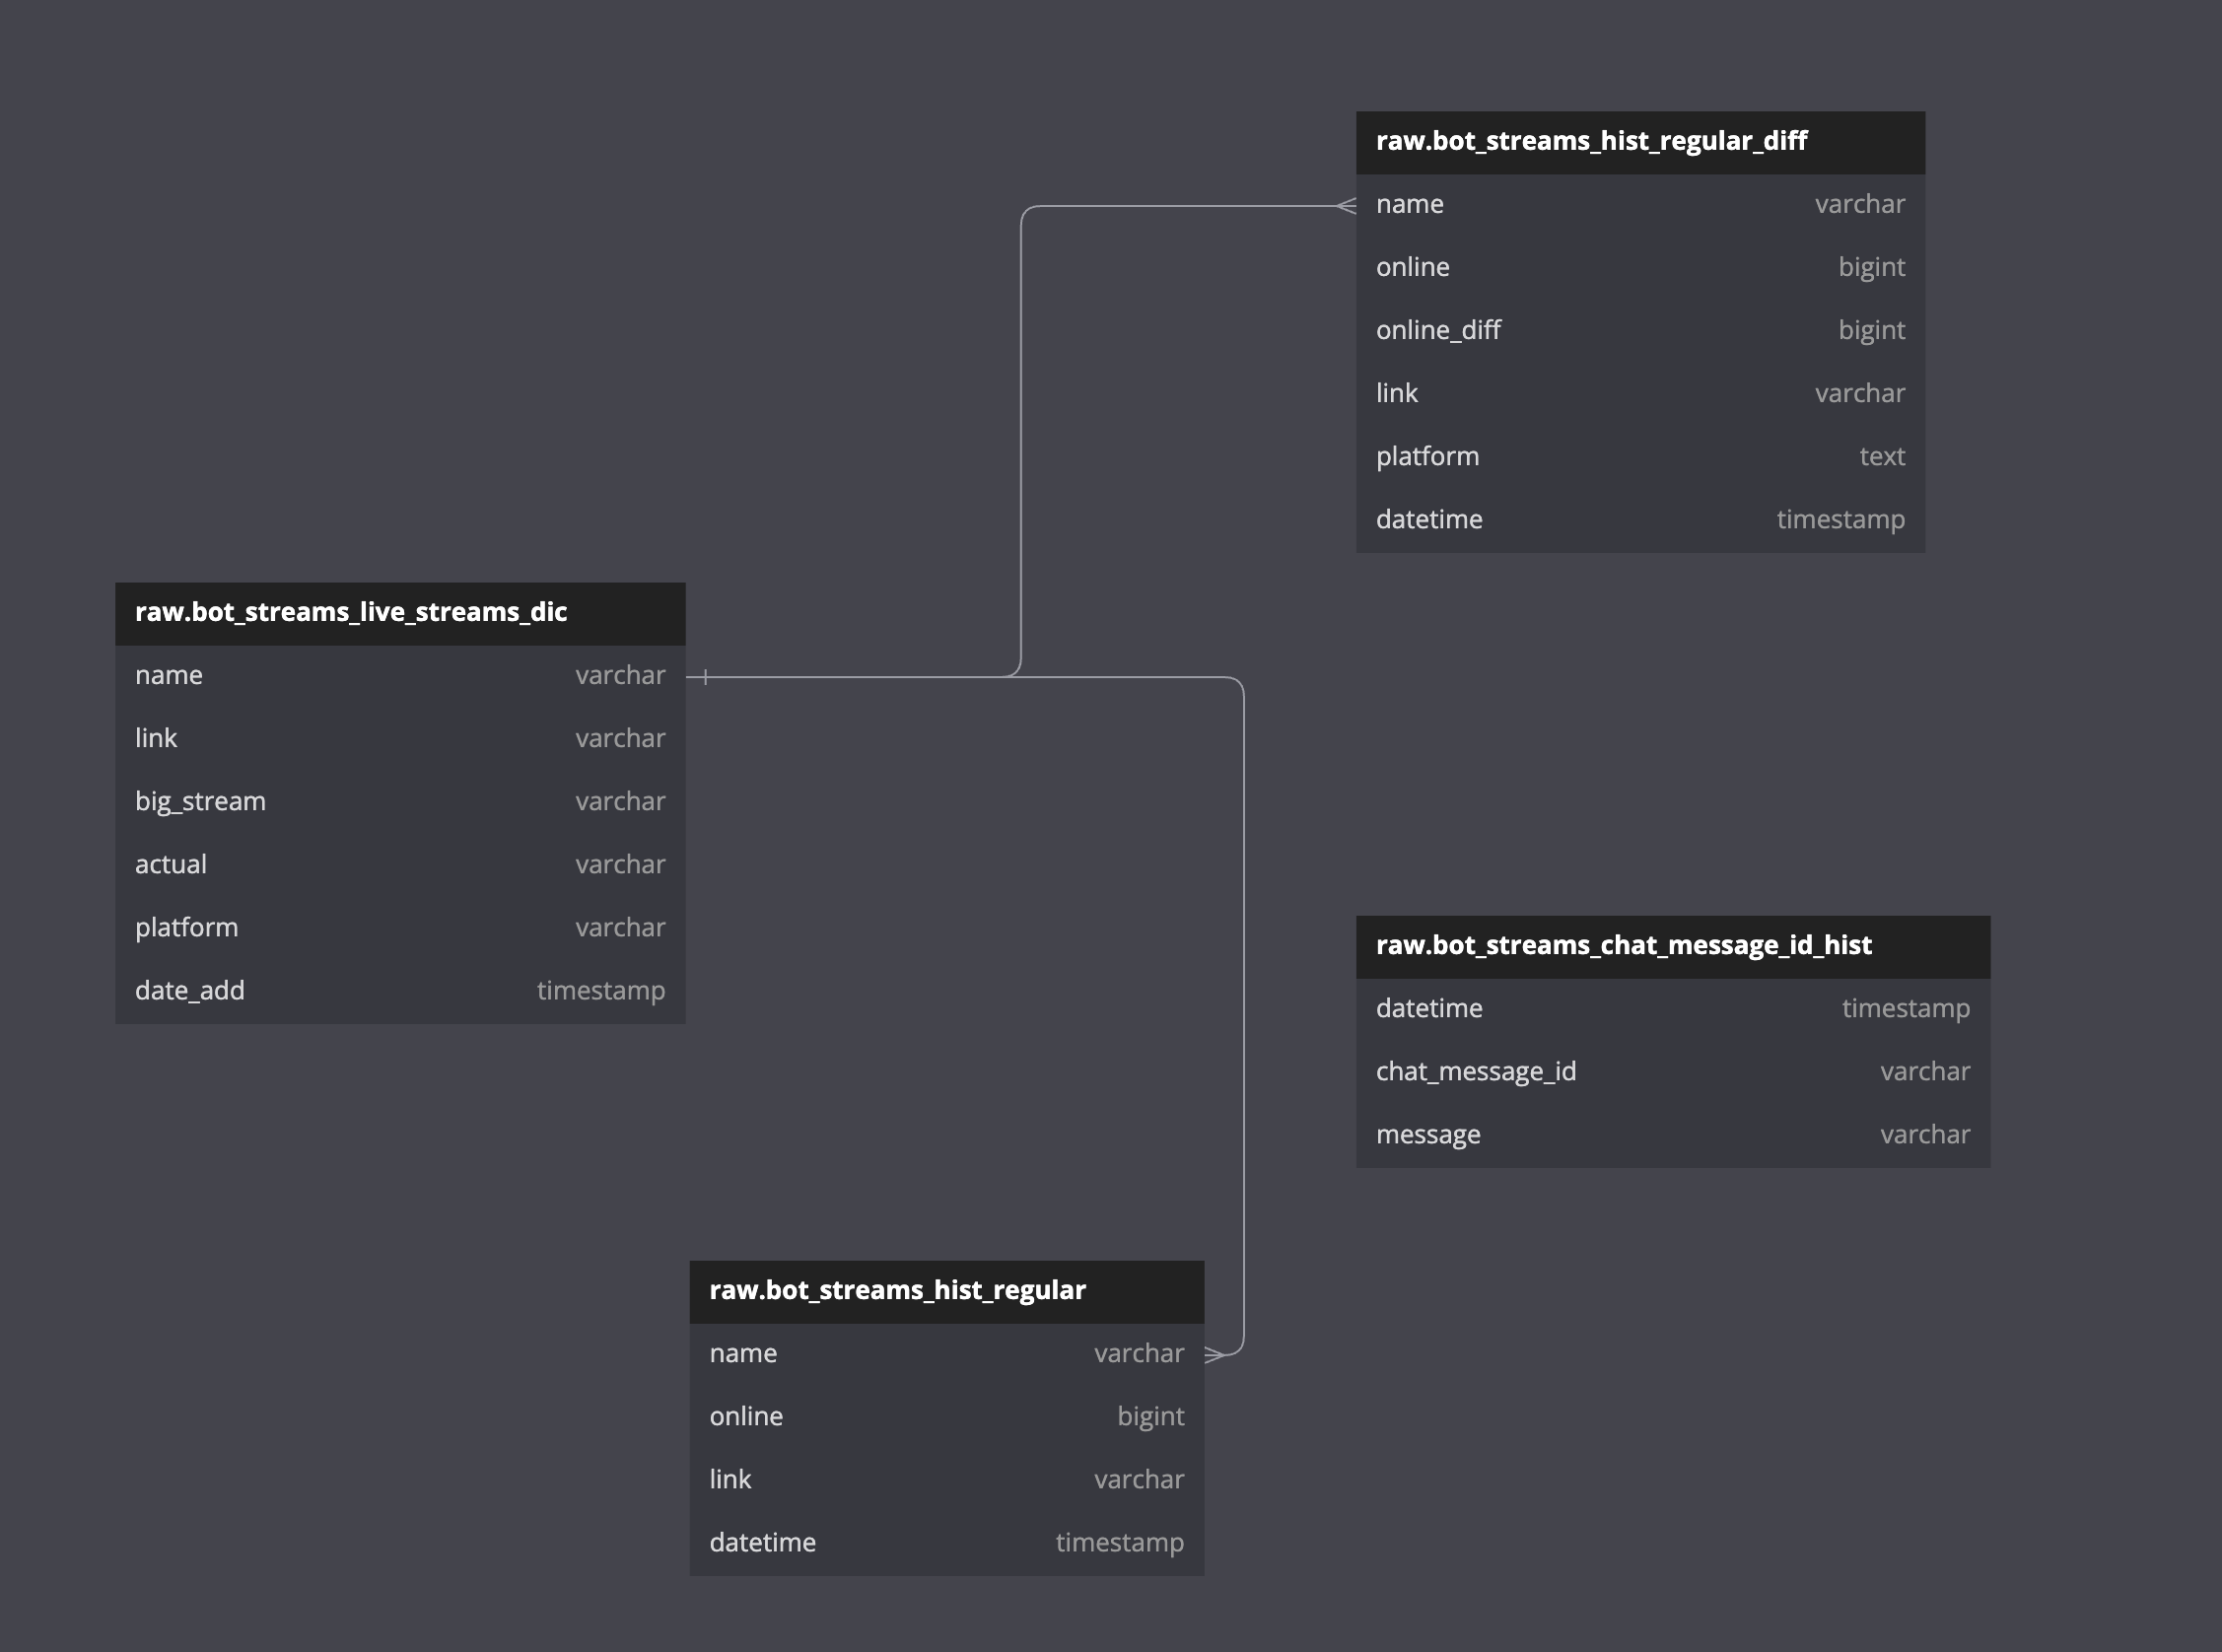 raw.bot_streams_hist_regular_diff
name varchar
online bigint
online_diff bigint
link varchar
platform text
datetime timestamp
raw.bot_streams_live_streams_dic
name varchar
link varchar
big_stream varchar
actual varchar
platform varchar
date_add timestamp
raw.bot_streams_chat_message_id_hist
datetime timestamp
chat_message_id varchar
message varchar
raw.bot_streams_hist_regular
name varchar
online bigint
link varchar
datetime timestamp